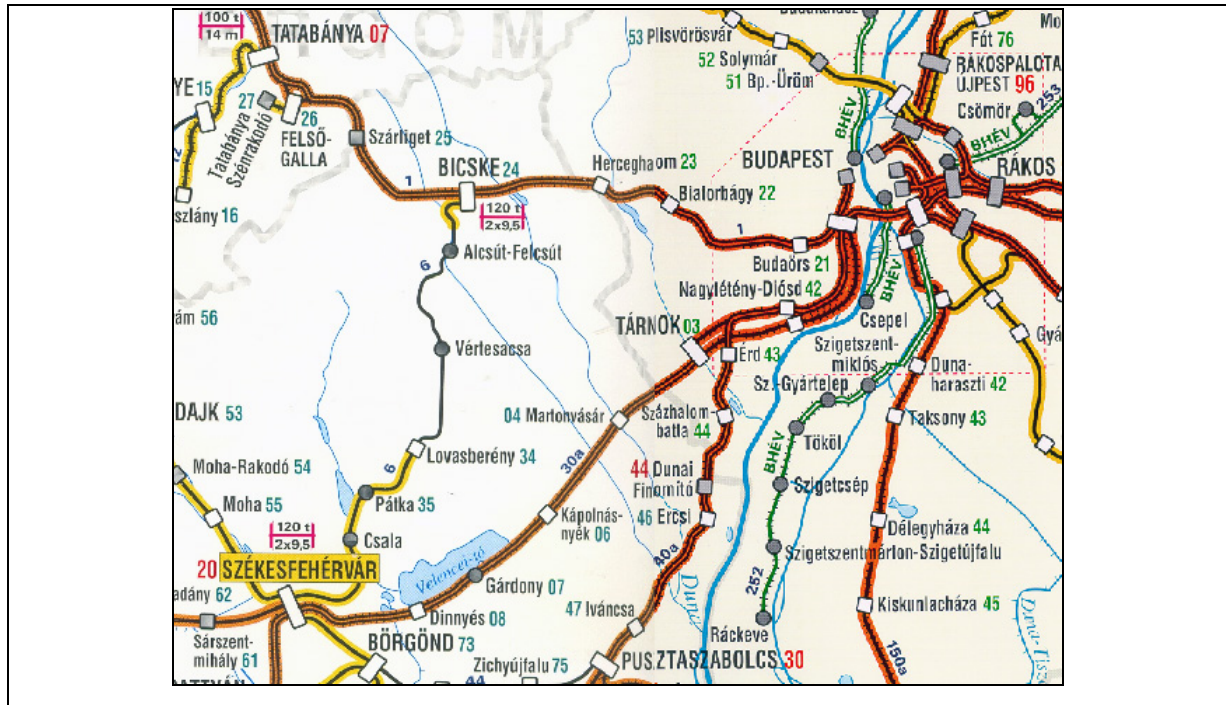 100 t
14 m
TATABÁNYA 07
YE 15
27
Tatabánya
Szénrakodó
26
FELSŐ-
GALLA
Szárliget 25
szlány 16
1
BICSKE 24
120 t
2x9,5
Herceghalom 23
Biatorbágy 22
1
Budaörs 21
53 Pilisvörösvár
52 Solymár
51 Bp.-Üröm
BHÉV
BUDAPEST
Fót 76
RÁKOSPALOTA
ÚJPEST 96
Csömör
253
BHÉV
RÁKOS
6
Alcsút-Felcsút
Vértesacsa
ám 56
DAJK 53
Nagytétény-Diósd 42
TÁRNOK 03
Érd 43
BHÉV
Csepel
Szigetszent-
miklós
Sz.-Gyártelep
Duna-
haraszti 42
Gyá
04 Martonvásár
Százhalom-
batta 44
Taksony 43
Tököl
BHÉV
6
Lovasberény 34
30a
44 Dunai
Finomító
Szigetcsép
Moha-Rakodó 54
Moha 55
Pátka 35
Kápolnás-
nyék 06
46 Ercsi
Délegyháza 44
120 t
2x9,5
Csala
Szigetszentmárton-Szigetújfalu
20 SZÉKESFEHÉRVÁR
Velencei-tó
Gárdony 07
40a
252
Duna
adány 62
Dinnyés 08
47 Iváncsa
Kiskunlacháza 45
Ráckeve
Sárszent-
mihály 61
BÖRGÖND 73
Zichyújfalu 75
PUSZTASZABOLCS 30
150a
Duna-Tisz
44